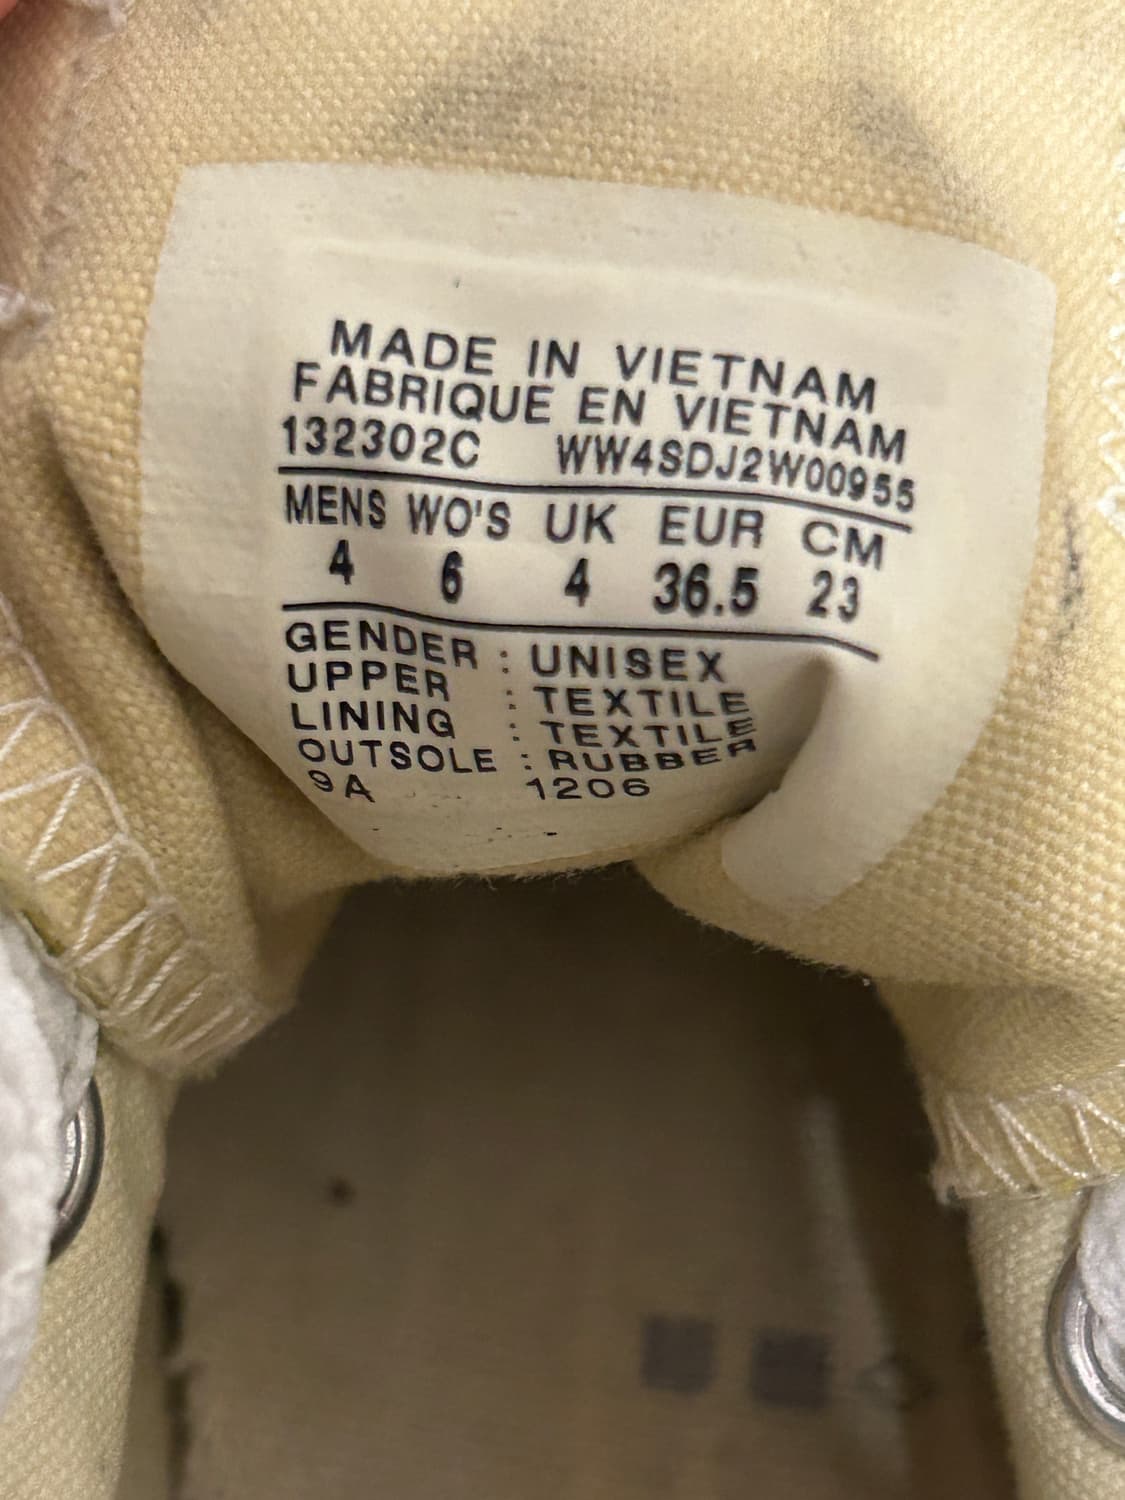 MADE IN VIETNAM
FABRIQUE EN VIETNAM
132302C WW4SDJ2W00955
MENS WO'S UK EUR CM
4 6 4 36.5 23
GENDER : UNISEX
UPPER : TEXTILE
LINING : TEXTILE
OUTSOLE : RUBBER
9A 1206